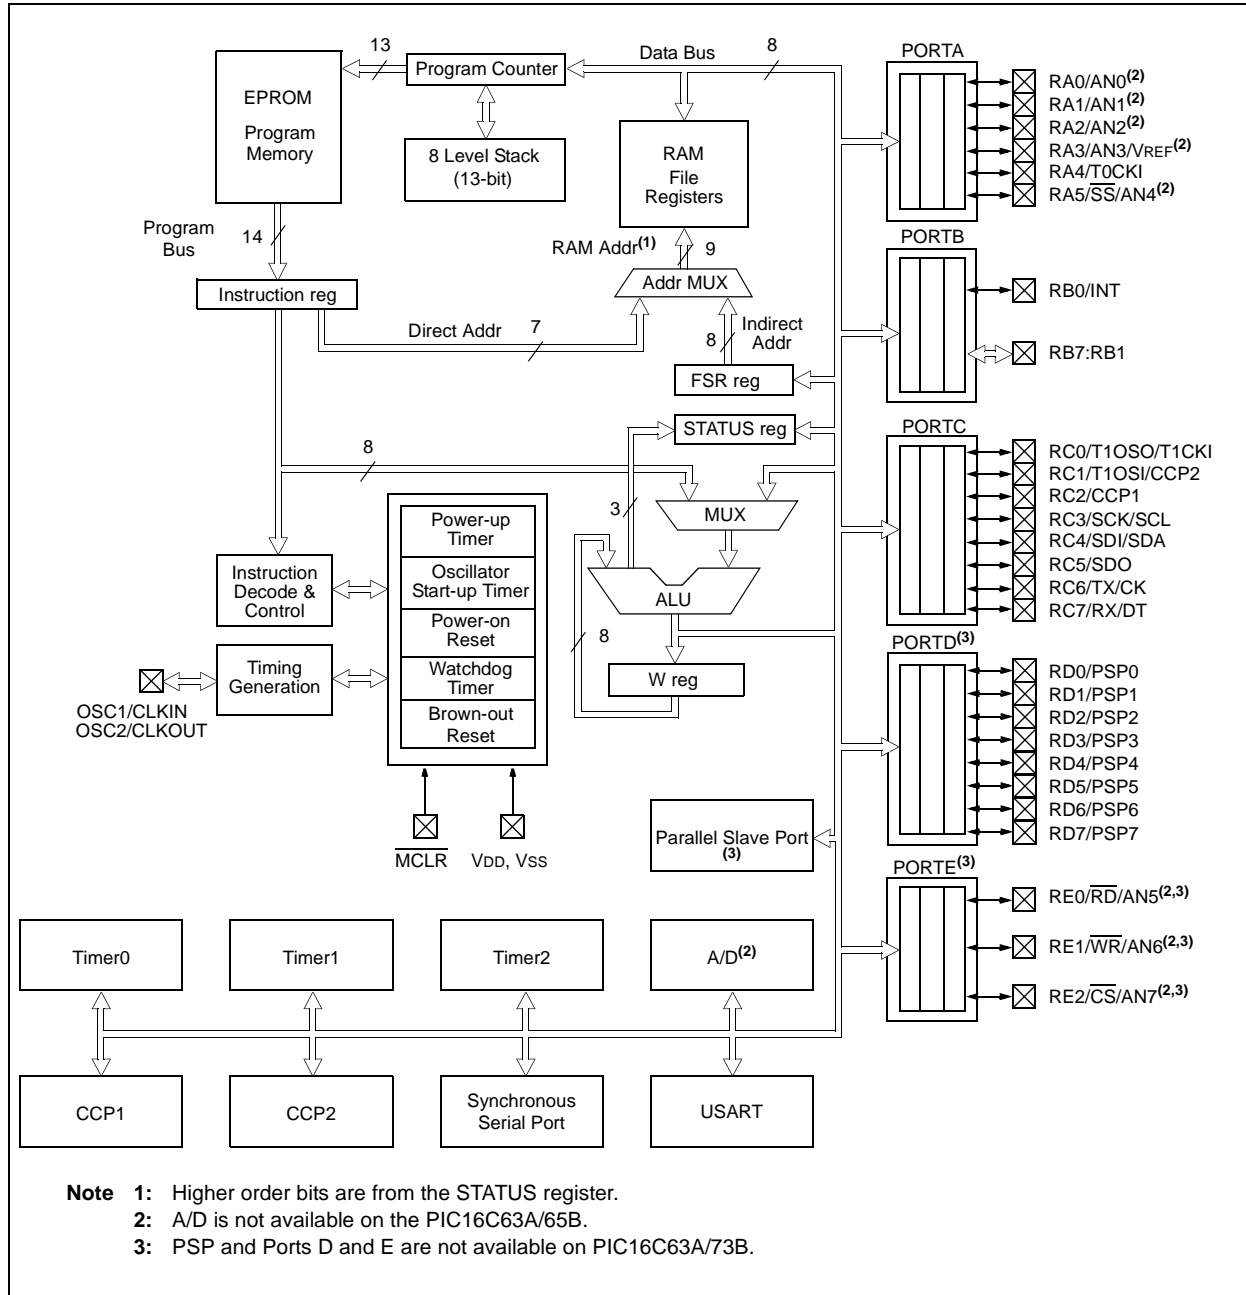 13
Data Bus
8
PORTA
EPROM
Program
Memory
Program Counter
8 Level Stack
(13-bit)
RAM
File
Registers
RA0/AN0(2)
RA1/AN1(2)
RA2/AN2(2)
RA3/AN3/VREF(2)
RA4/T0CKI
RA5/SS/AN4(2)
Program
Bus
14
RAM Addr(1)
9
PORTB
Instruction reg
Addr MUX
RB0/INT
Direct Addr
7
8
Indirect
Addr
RB7:RB1
FSR reg
STATUS reg
PORTC
8
RC0/T1OSO/T1CKI
RC1/T1OSI/CCP2
RC2/CCP1
RC3/SCK/SCL
RC4/SDI/SDA
RC5/SDO
RC6/TX/CK
RC7/RX/DT
3
MUX
Power-up
Timer
Oscillator
Start-up Timer
Power-on
Reset
Watchdog
Timer
Brown-out
Reset
Instruction
Decode &
Control
ALU
8
W reg
Timing
Generation
OSC1/CLKIN
OSC2/CLKOUT
PORTD(3)
RD0/PSP0
RD1/PSP1
RD2/PSP2
RD3/PSP3
RD4/PSP4
RD5/PSP5
RD6/PSP6
RD7/PSP7
MCLR
VDD, VSS
Parallel Slave Port
(3)
PORTE(3)
RE0/RD/AN5(2,3)
RE1/WR/AN6(2,3)
RE2/CS/AN7(2,3)
Timer0
Timer1
Timer2
A/D(2)
CCP1
CCP2
Synchronous
Serial Port
USART
Note 1: Higher order bits are from the STATUS register.
2: A/D is not available on the PIC16C63A/65B.
3: PSP and Ports D and E are not available on PIC16C63A/73B.